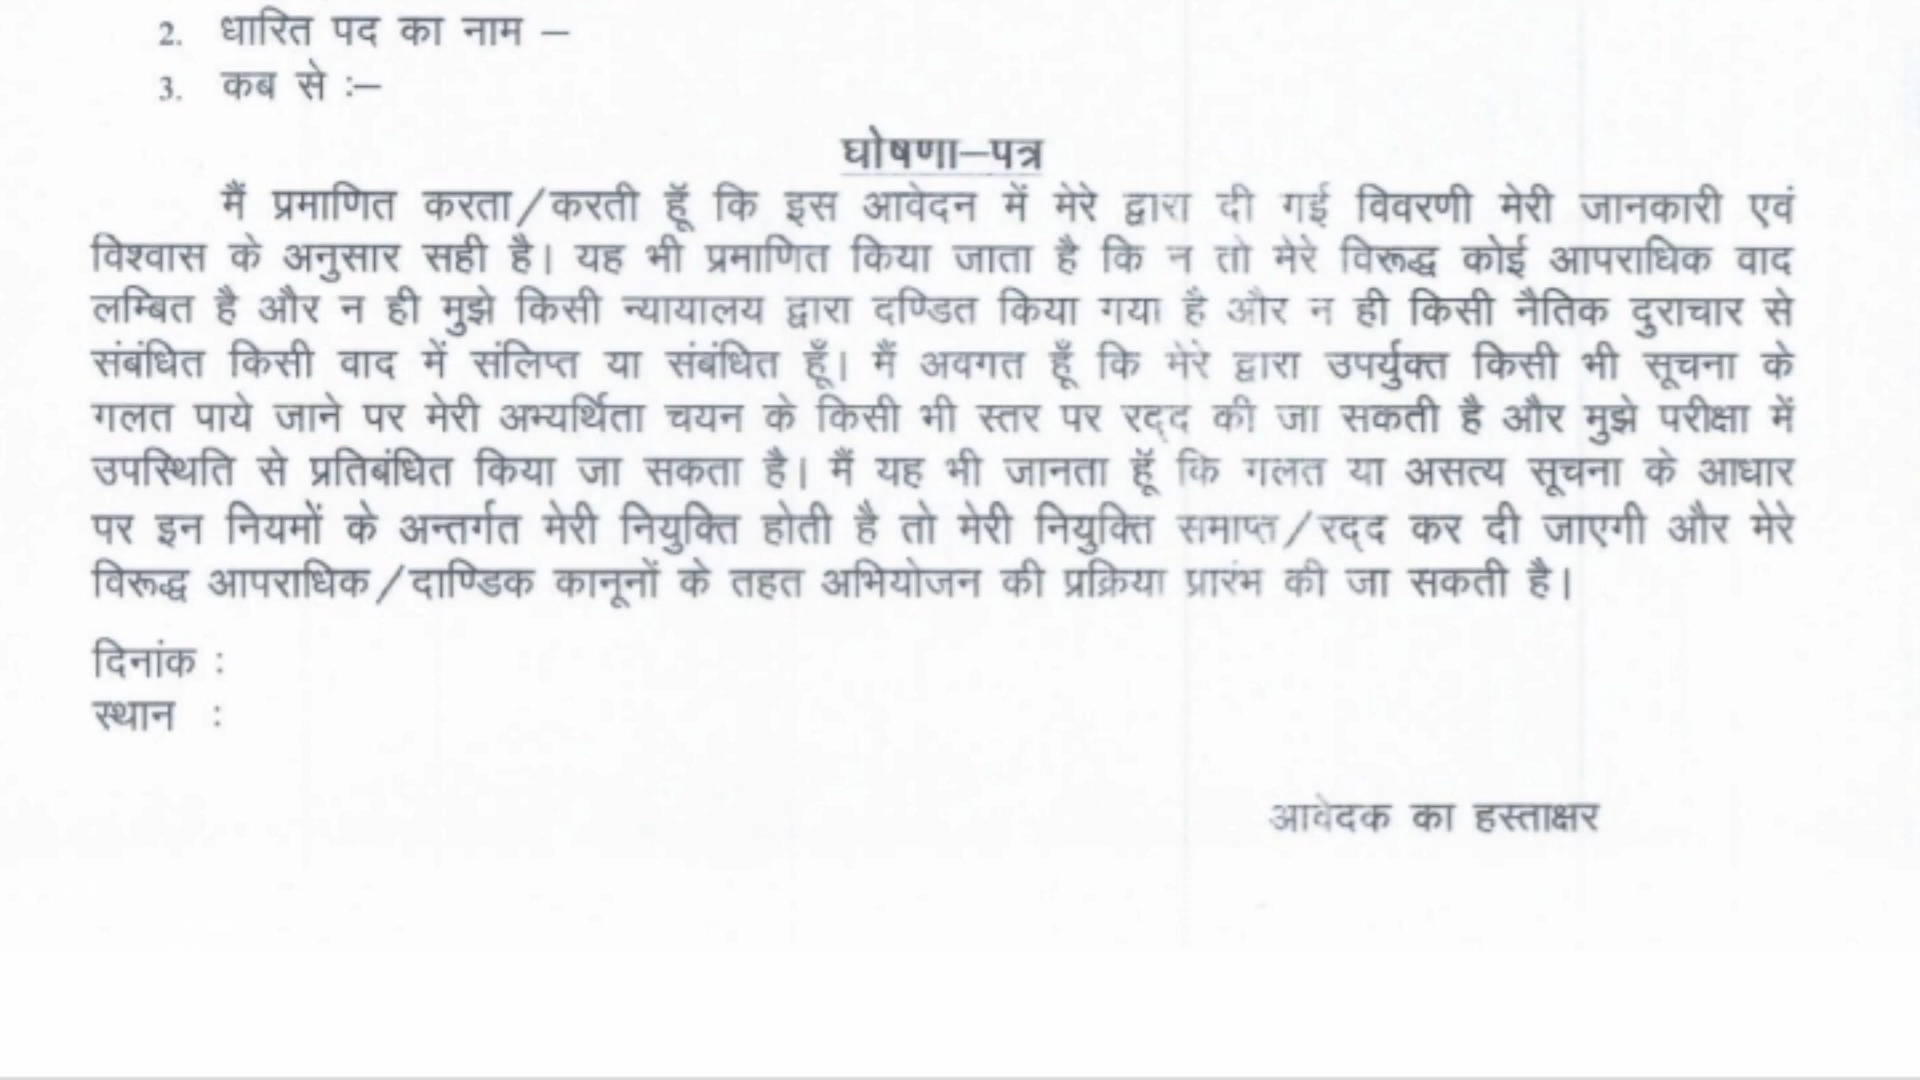 2. धारित पद का नाम –
3. कब से :–
घोषणा–पत्र
मैं प्रमाणित करता/करती हूँ कि इस आवेदन में मेरे द्वारा दी गई विवरणी मेरी जानकारी एवं
विश्वास के अनुसार सही है। यह भी प्रमाणित किया जाता है कि न तो मेरे विरूद्ध कोई आपराधिक वाद
लम्बित है और न ही मुझे किसी न्यायालय द्वारा दण्डित किया गया है और न ही किसी नैतिक दुराचार से
संबंधित किसी वाद में संलिप्त या संबंधित हूँ। मैं अवगत हूँ कि मेरे द्वारा उपर्युक्त किसी भी सूचना के
गलत पाये जाने पर मेरी अभ्यर्थिता चयन के किसी भी स्तर पर रद्द की जा सकती है और मुझे परीक्षा में
उपस्थिति से प्रतिबंधित किया जा सकता है। मैं यह भी जानता हूँ कि गलत या असत्य सूचना के आधार
पर इन नियमों के अन्तर्गत मेरी नियुक्ति होती है तो मेरी नियुक्ति समाप्त/रद्द कर दी जाएगी और मेरे
विरूद्ध आपराधिक/दाण्डिक कानूनों के तहत अभियोजन की प्रक्रिया प्रारंभ की जा सकती है।
दिनांक :
स्थान :
आवेदक का हस्ताक्षर